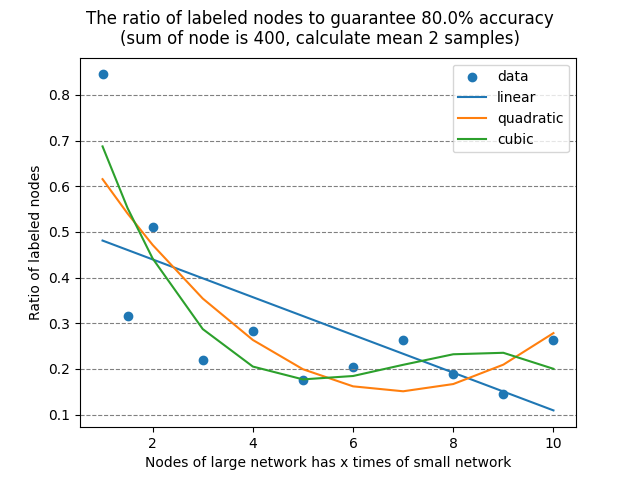 The ratio of labeled nodes to guarantee 80.0% accuracy
(sum of node is 400, calculate mean 2 samples)
data
linear
quadratic
cubic
Ratio of labeled nodes
0.8
0.7
0.6
0.5
0.4
0.3
0.2
0.1
2 4 6 8 10
Nodes of large network has x times of small network